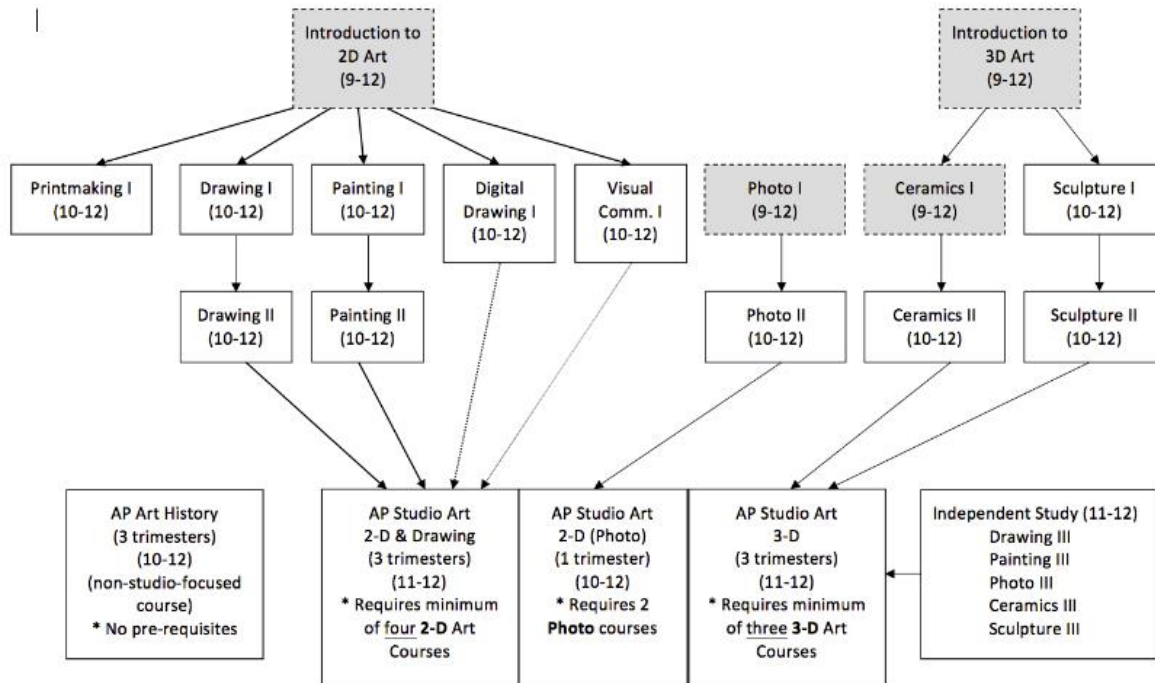 Introduction to
2D Art
(9-12)
Introduction to
3D Art
(9-12)
Printmaking I
(10-12)
Drawing I
(10-12)
Painting I
(10-12)
Digital
Drawing I
(10-12)
Visual
Comm. I
(10-12)
Photo I
(9-12)
Ceramics I
(9-12)
Sculpture I
(10-12)
Drawing II
(10-12)
Painting II
(10-12)
Photo II
(10-12)
Ceramics II
(10-12)
Sculpture II
(10-12)
AP Art History
(3 trimesters)
(10-12)
(non-studio-focused
course)
* No pre-requisites
AP Studio Art
2-D & Drawing
(3 trimesters)
(11-12)
* Requires minimum
of four 2-D Art
Courses
AP Studio Art
2-D (Photo)
(1 trimester)
(10-12)
* Requires 2
Photo courses
AP Studio Art
3-D
(3 trimesters)
(11-12)
* Requires minimum
of three 3-D Art
Courses
Independent Study (11-12)
Drawing III
Painting III
Photo III
Ceramics III
Sculpture III